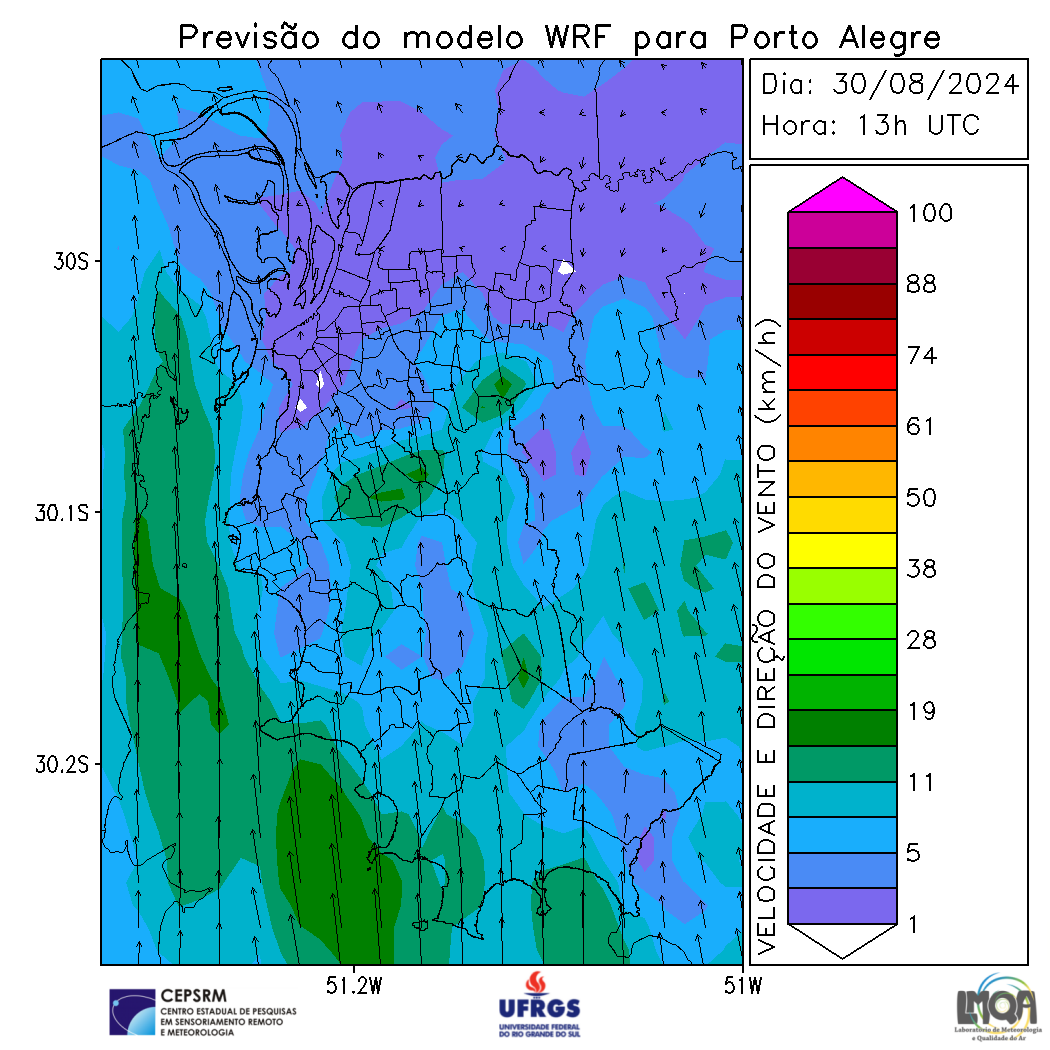 Previsão do modelo WRF para Porto Alegre
Dia: 30/08/2024
Hora: 13h UTC
30S
30.1S
30.2S
51.2W
51W
VELOCIDADE E DIREÇÃO DO VENTO (km/h)
100
88
74
61
50
38
28
19
11
5
1
CEPSRM
CENTRO ESTADUAL DE PESQUISAS
EM SENSORIAMENTO REMOTO
E METEOROLOGIA
UFRGS
UNIVERSIDADE FEDERAL
DO RIO GRANDE DO SUL
LMQA
Laboratório de Meteorologia
e Qualidade do Ar